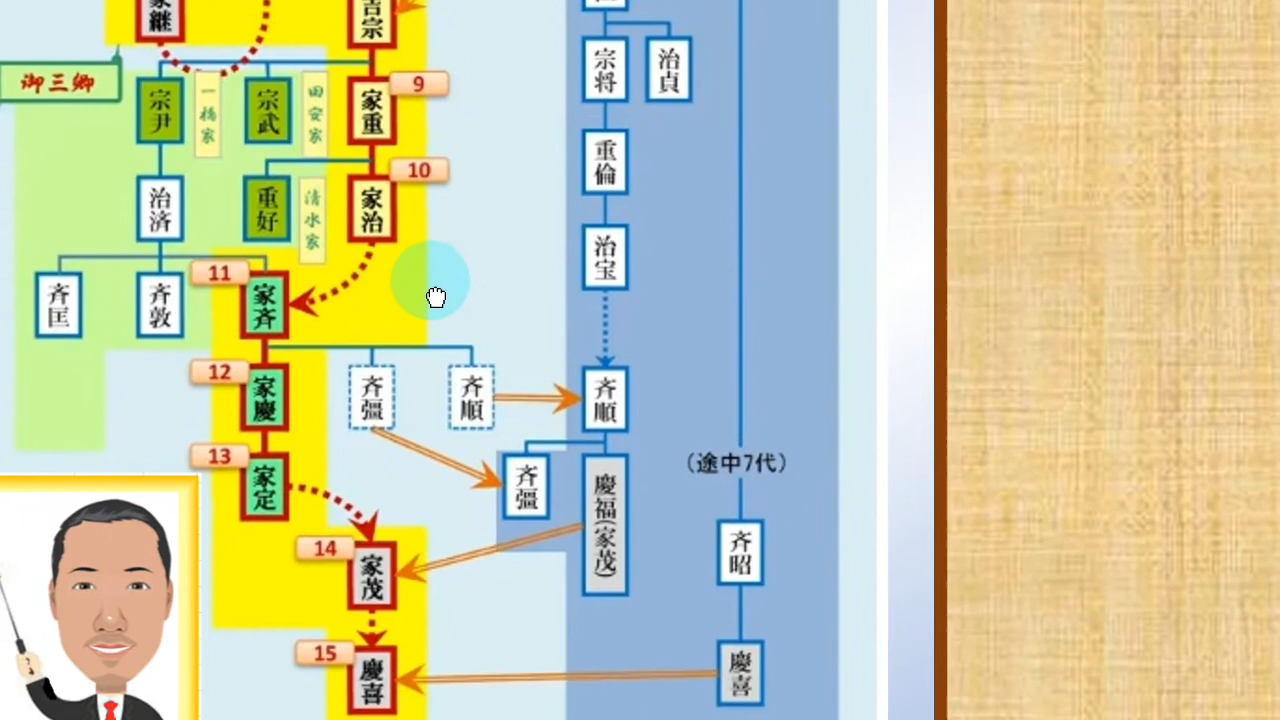 家継
吉宗
御三卿
宗将
治貞
宗尹
一橋家
宗武
田安家
家重
9
重倫
10
治済
重好
清水家
家治
治宝
11
斉匡
斉敦
家斉
12
家慶
斉彊
斉順
斉順
13
家定
斉彊
慶福(家茂)
(途中7代)
斉昭
14
家茂
15
慶喜
慶喜